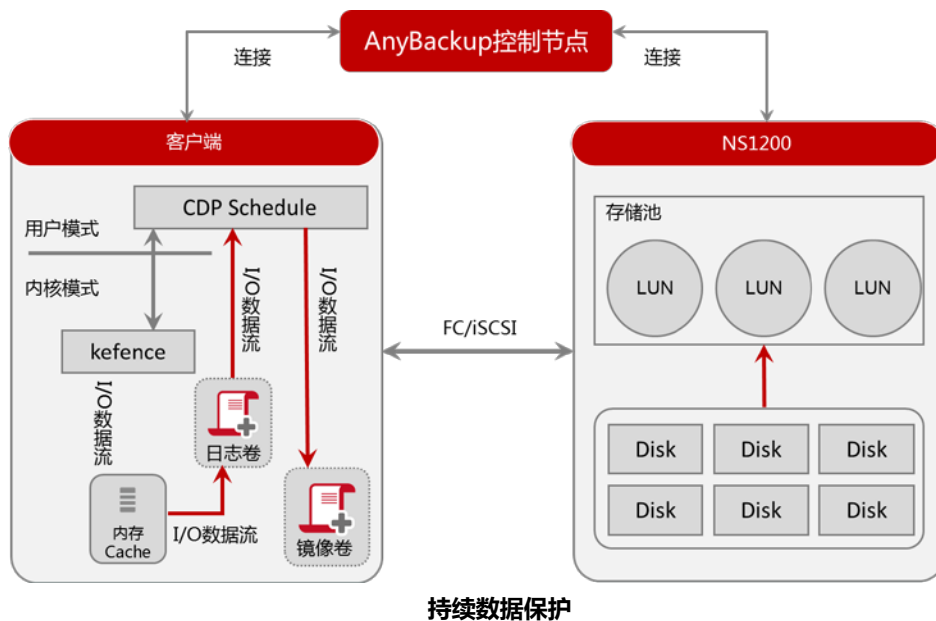 AnyBackup控制节点
连接
连接
客户端
NS1200
CDP Schedule
存储池
用户模式
内核模式
I/O数据流
I/O数据流
LUN
LUN
LUN
FC/iSCSI
kefence
I/O数据流
日志卷
Disk
Disk
Disk
内存
Cache
I/O数据流
镜像卷
Disk
Disk
Disk
持续数据保护